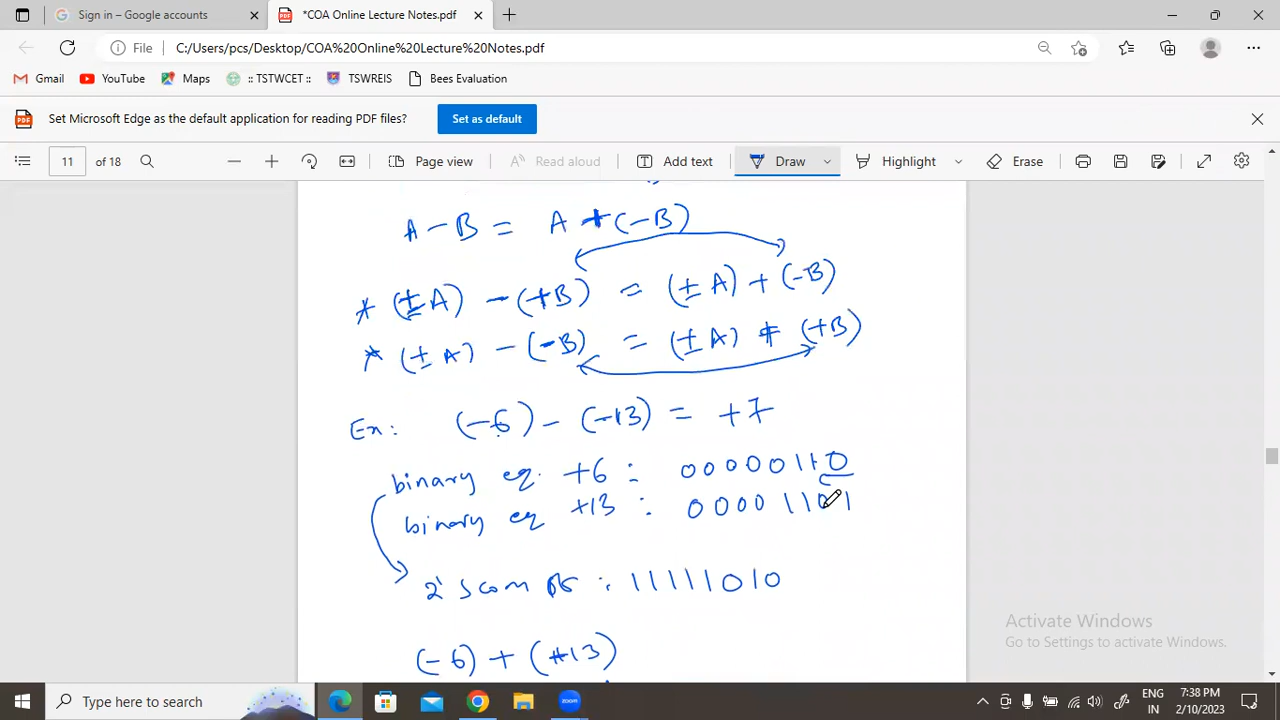 Sign in – Google accounts
*COA Online Lecture Notes.pdf
File C:/Users/pcs/Desktop/COA%20Online%20Lecture%20Notes.pdf
Gmail YouTube Maps :: TSTWCET :: TSWREIS Bees Evaluation
Set Microsoft Edge as the default application for reading PDF files? Set as default
11 of 18 Page view Read aloud Add text Draw Highlight Erase
A - B = A + (-B)
* (± A) - (+B) = (± A) + (-B)
* (± A) - (-B) = (± A) + (+B)
Ex: (-6) - (-13) = +7
binary eq. +6 : 00000110
binary eq +13 : 00001101
2's com : 11111010
(-6) + (+13)
Activate Windows
Go to Settings to activate Windows.
Type here to search
zoom
ENG
IN
7:38 PM
2/10/2023